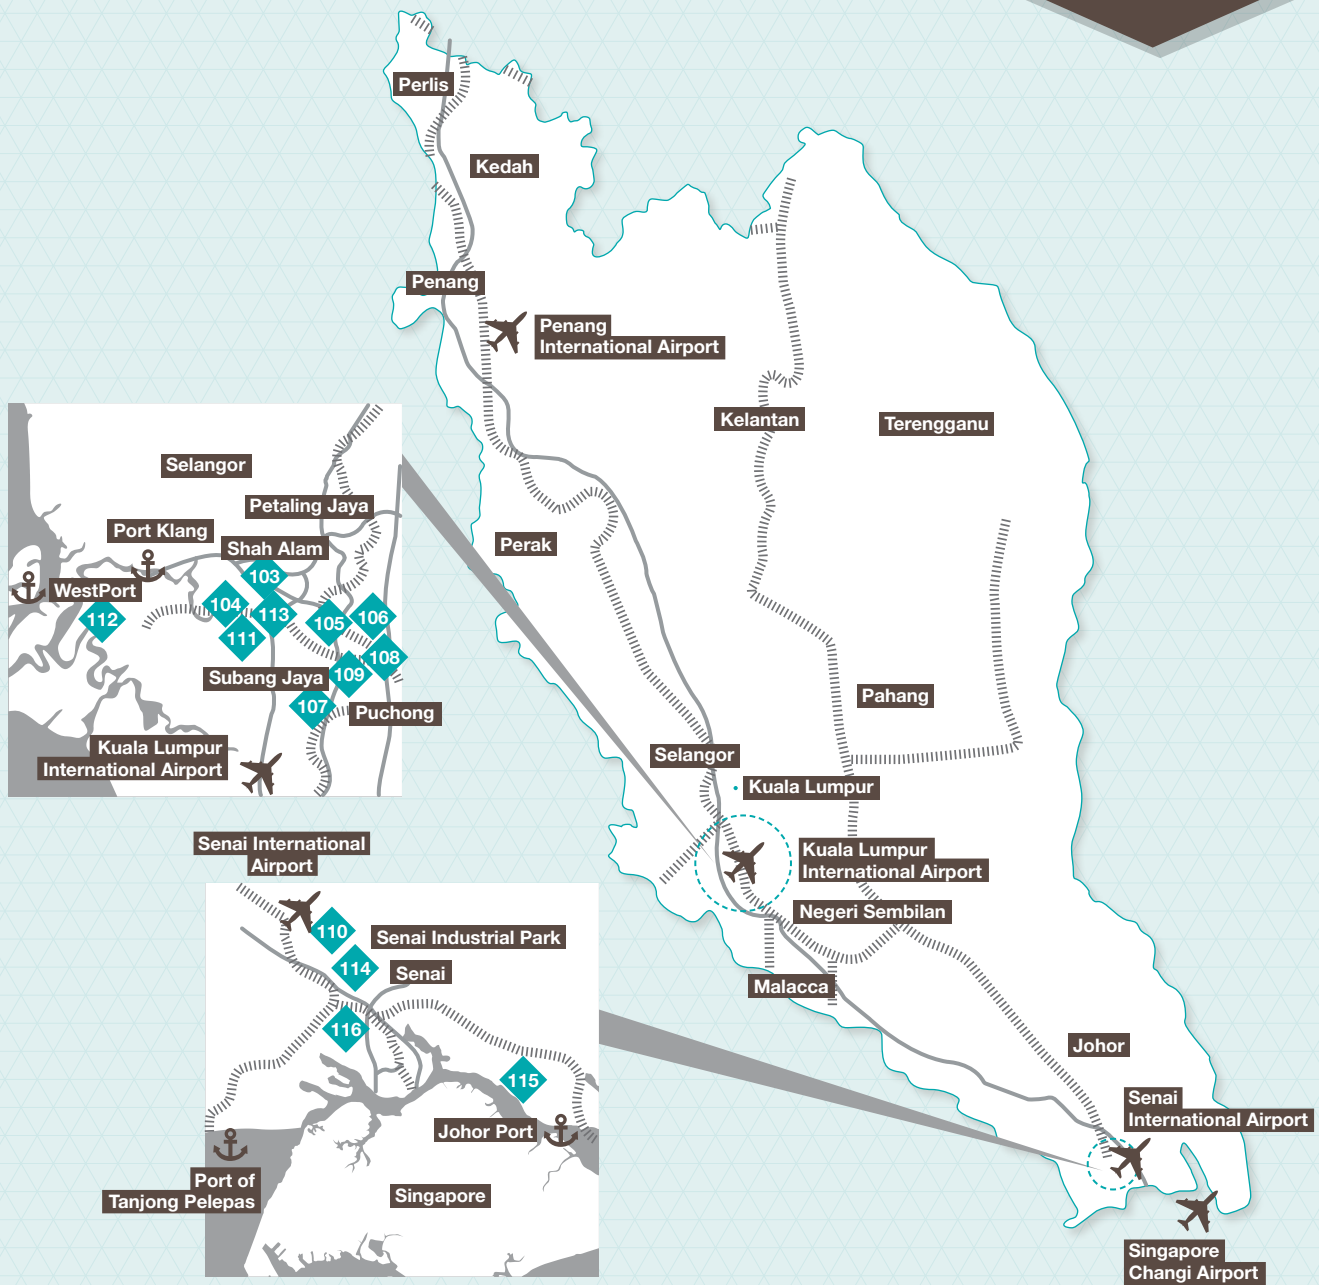 Perlis
Kedah
Penang
Penang
International Airport
Kelantan
Terengganu
Perak
Pahang
Selangor
Kuala Lumpur
Kuala Lumpur
International Airport
Negeri Sembilan
Malacca
Johor
Senai
International Airport
Singapore
Changi Airport
Selangor
Petaling Jaya
Port Klang
Shah Alam
103
WestPort
104
113
106
112
105
111
108
Subang Jaya
109
107
Puchong
Kuala Lumpur
International Airport
Senai International
Airport
110
Senai Industrial Park
114
Senai
116
115
Johor Port
Port of
Tanjong Pelepas
Singapore